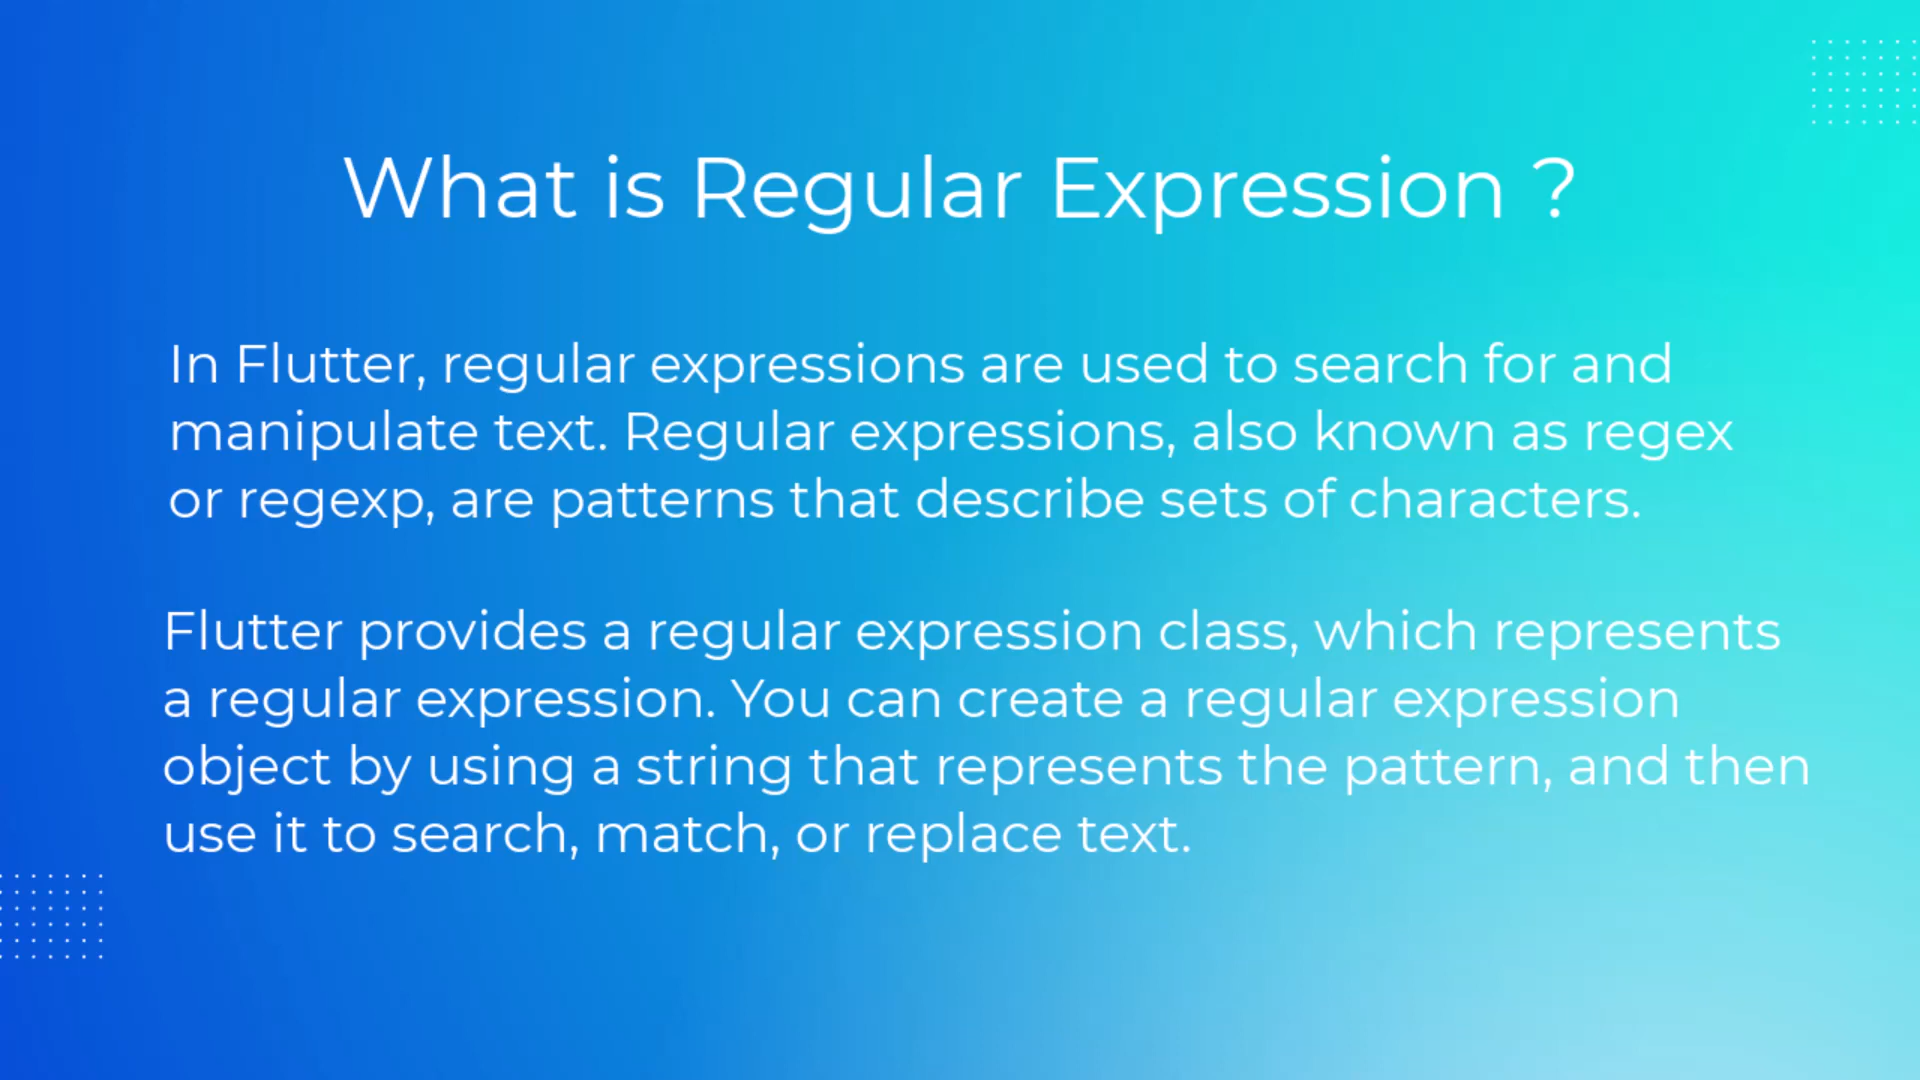 What is Regular Expression ?
In Flutter, regular expressions are used to search for and
manipulate text. Regular expressions, also known as regex
or regexp, are patterns that describe sets of characters.
Flutter provides a regular expression class, which represents
a regular expression. You can create a regular expression
object by using a string that represents the pattern, and then
use it to search, match, or replace text.